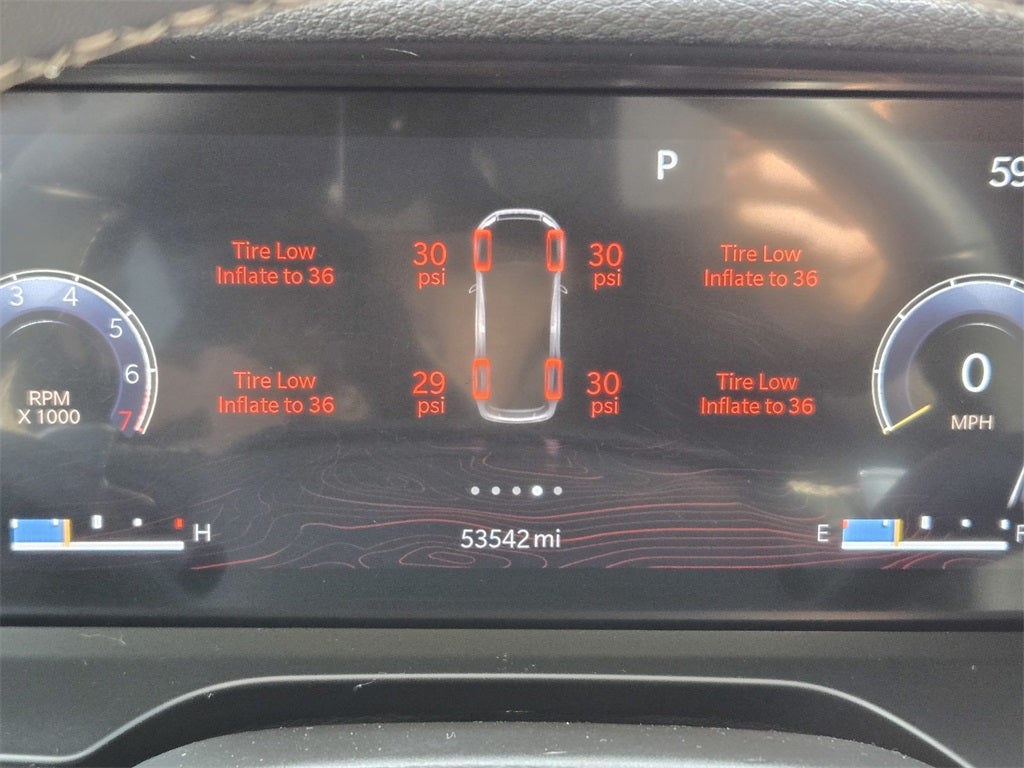 P
59
Tire Low
Inflate to 36
30
psi
30
psi
Tire Low
Inflate to 36
3
4
5
6
7
RPM
X 1000
Tire Low
Inflate to 36
29
psi
30
psi
Tire Low
Inflate to 36
0
MPH
H
53542 mi
E
F